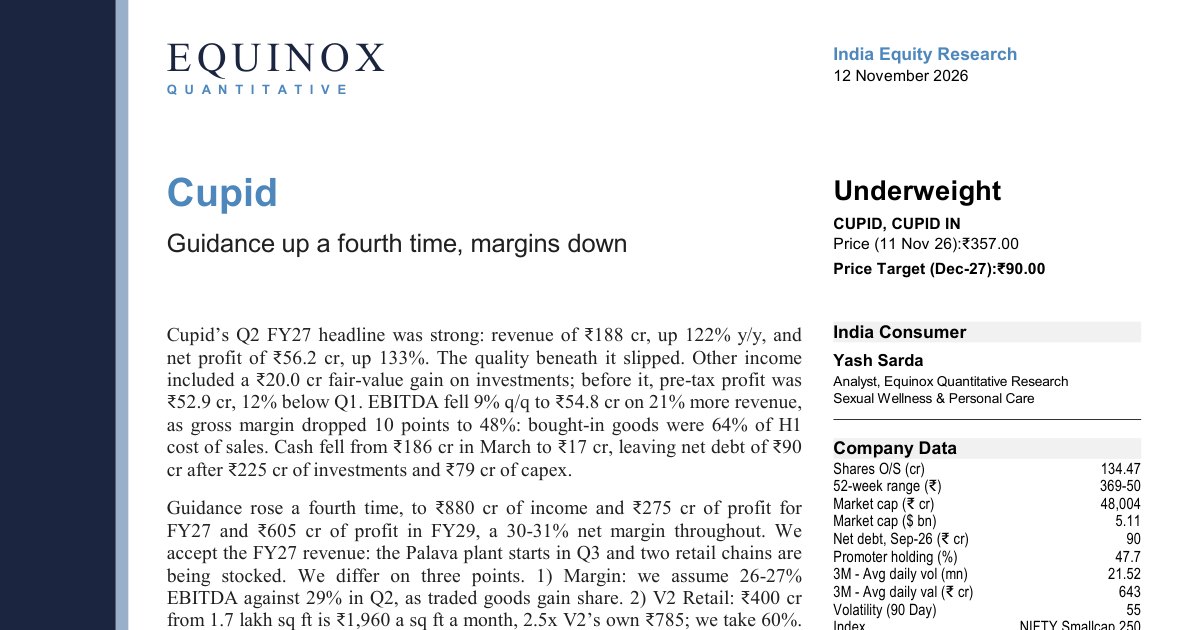 EQUINOX
QUANTITATIVE
India Equity Research
12 November 2026
Cupid
Guidance up a fourth time, margins down
Underweight
CUPID, CUPID IN
Price (11 Nov 26):₹357.00
Price Target (Dec-27):₹90.00
Cupid’s Q2 FY27 headline was strong: revenue of ₹188 cr, up 122% y/y, and
net profit of ₹56.2 cr, up 133%. The quality beneath it slipped. Other income
included a ₹20.0 cr fair-value gain on investments; before it, pre-tax profit was
₹52.9 cr, 12% below Q1. EBITDA fell 9% q/q to ₹54.8 cr on 21% more revenue,
as gross margin dropped 10 points to 48%: bought-in goods were 64% of H1
cost of sales. Cash fell from ₹186 cr in March to ₹17 cr, leaving net debt of ₹90
cr after ₹225 cr of investments and ₹79 cr of capex.
Guidance rose a fourth time, to ₹880 cr of income and ₹275 cr of profit for
FY27 and ₹605 cr of profit in FY29, a 30-31% net margin throughout. We
accept the FY27 revenue: the Palava plant starts in Q3 and two retail chains are
being stocked. We differ on three points. 1) Margin: we assume 26-27%
EBITDA against 29% in Q2, as traded goods gain share. 2) V2 Retail: ₹400 cr
from 1.7 lakh sq ft is ₹1,960 a sq ft a month, 2.5x V2’s own ₹785; we take 60%.
India Consumer
Yash Sarda
Analyst, Equinox Quantitative Research
Sexual Wellness & Personal Care
Company Data
Shares O/S (cr) 134.47
52-week range (₹) 369-50
Market cap (₹ cr) 48,004
Market cap ($ bn) 5.11
Net debt, Sep-26 (₹ cr) 90
Promoter holding (%) 47.7
3M - Avg daily vol (mn) 21.52
3M - Avg daily vol (₹ cr) 643
Volatility (90 Day) 55
Index NIFTY Smallcap 250